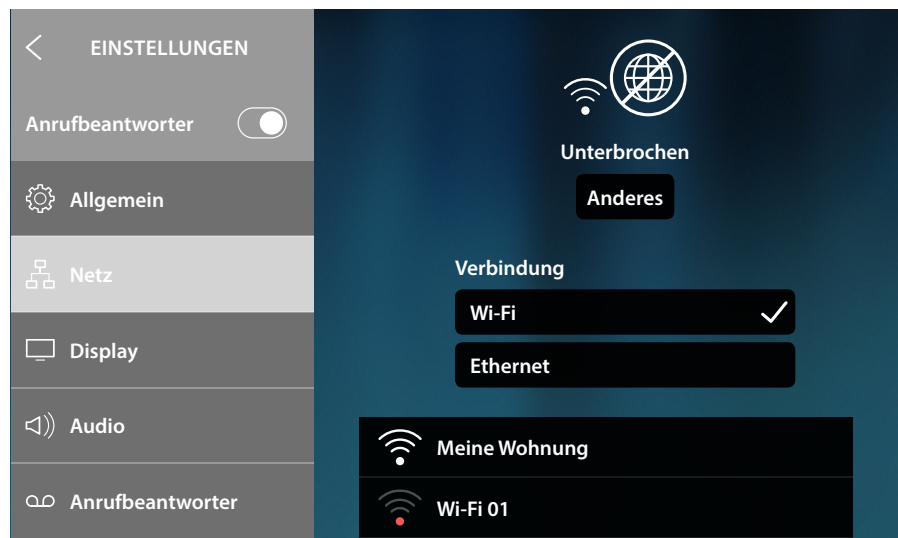 EINSTELLUNGEN
Anrufbeantworter
Allgemein
Netz
Display
Audio
Anrufbeantworter
Unterbrochen
Anderes
Verbindung
Wi-Fi
Ethernet
Meine Wohnung
Wi-Fi 01